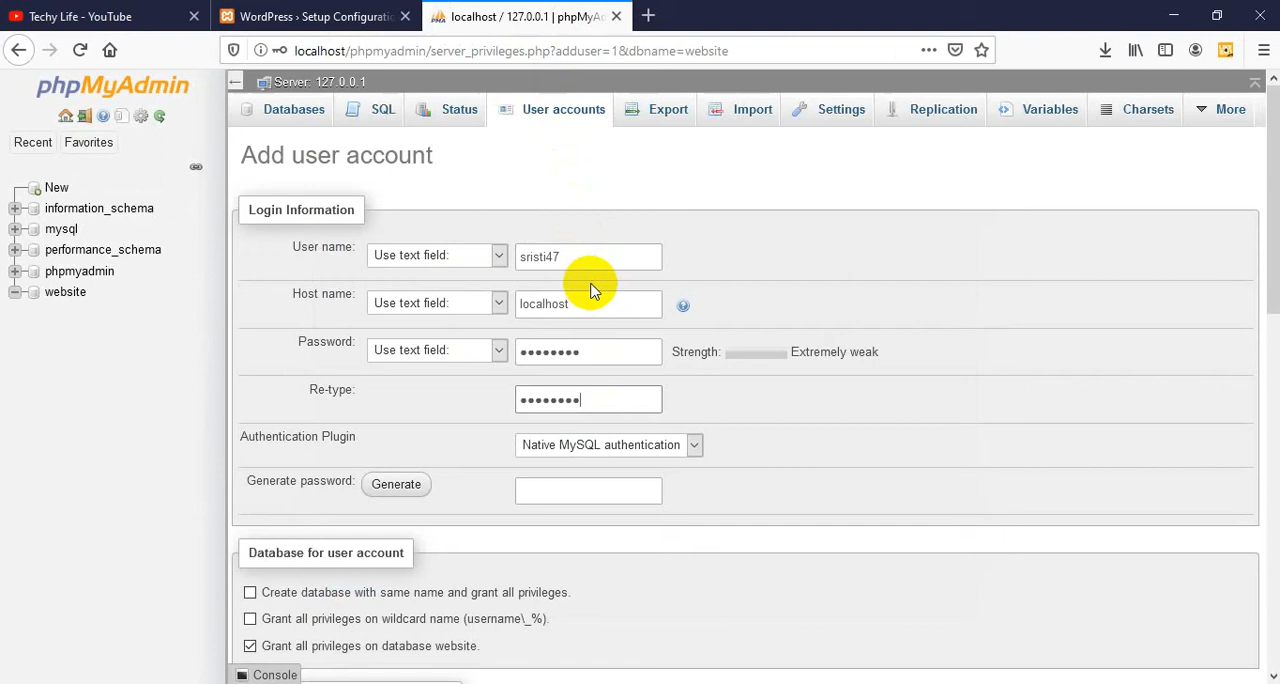 Techy Life - YouTube
WordPress › Setup Configuratio
localhost / 127.0.0.1 | phpMyAd
localhost/phpmyadmin/server_privileges.php?adduser=1&dbname=website
phpMyAdmin
Recent Favorites
New
information_schema
mysql
performance_schema
phpmyadmin
website
Server: 127.0.0.1
Databases SQL Status User accounts Export Import Settings Replication Variables Charsets More
Add user account
Login Information
User name: Use text field: sristi47
Host name: Use text field: localhost
Password: Use text field: •••••••• Strength: Extremely weak
Re-type: ••••••••
Authentication Plugin Native MySQL authentication
Generate password: Generate
Database for user account
Create database with same name and grant all privileges.
Grant all privileges on wildcard name (username\_%).
Grant all privileges on database website.
Console